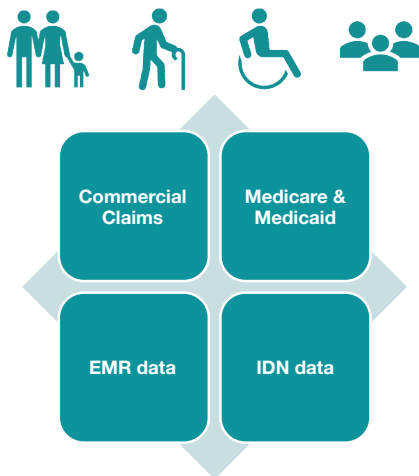 Commercial
Claims
Medicare &
Medicaid
EMR data
IDN data